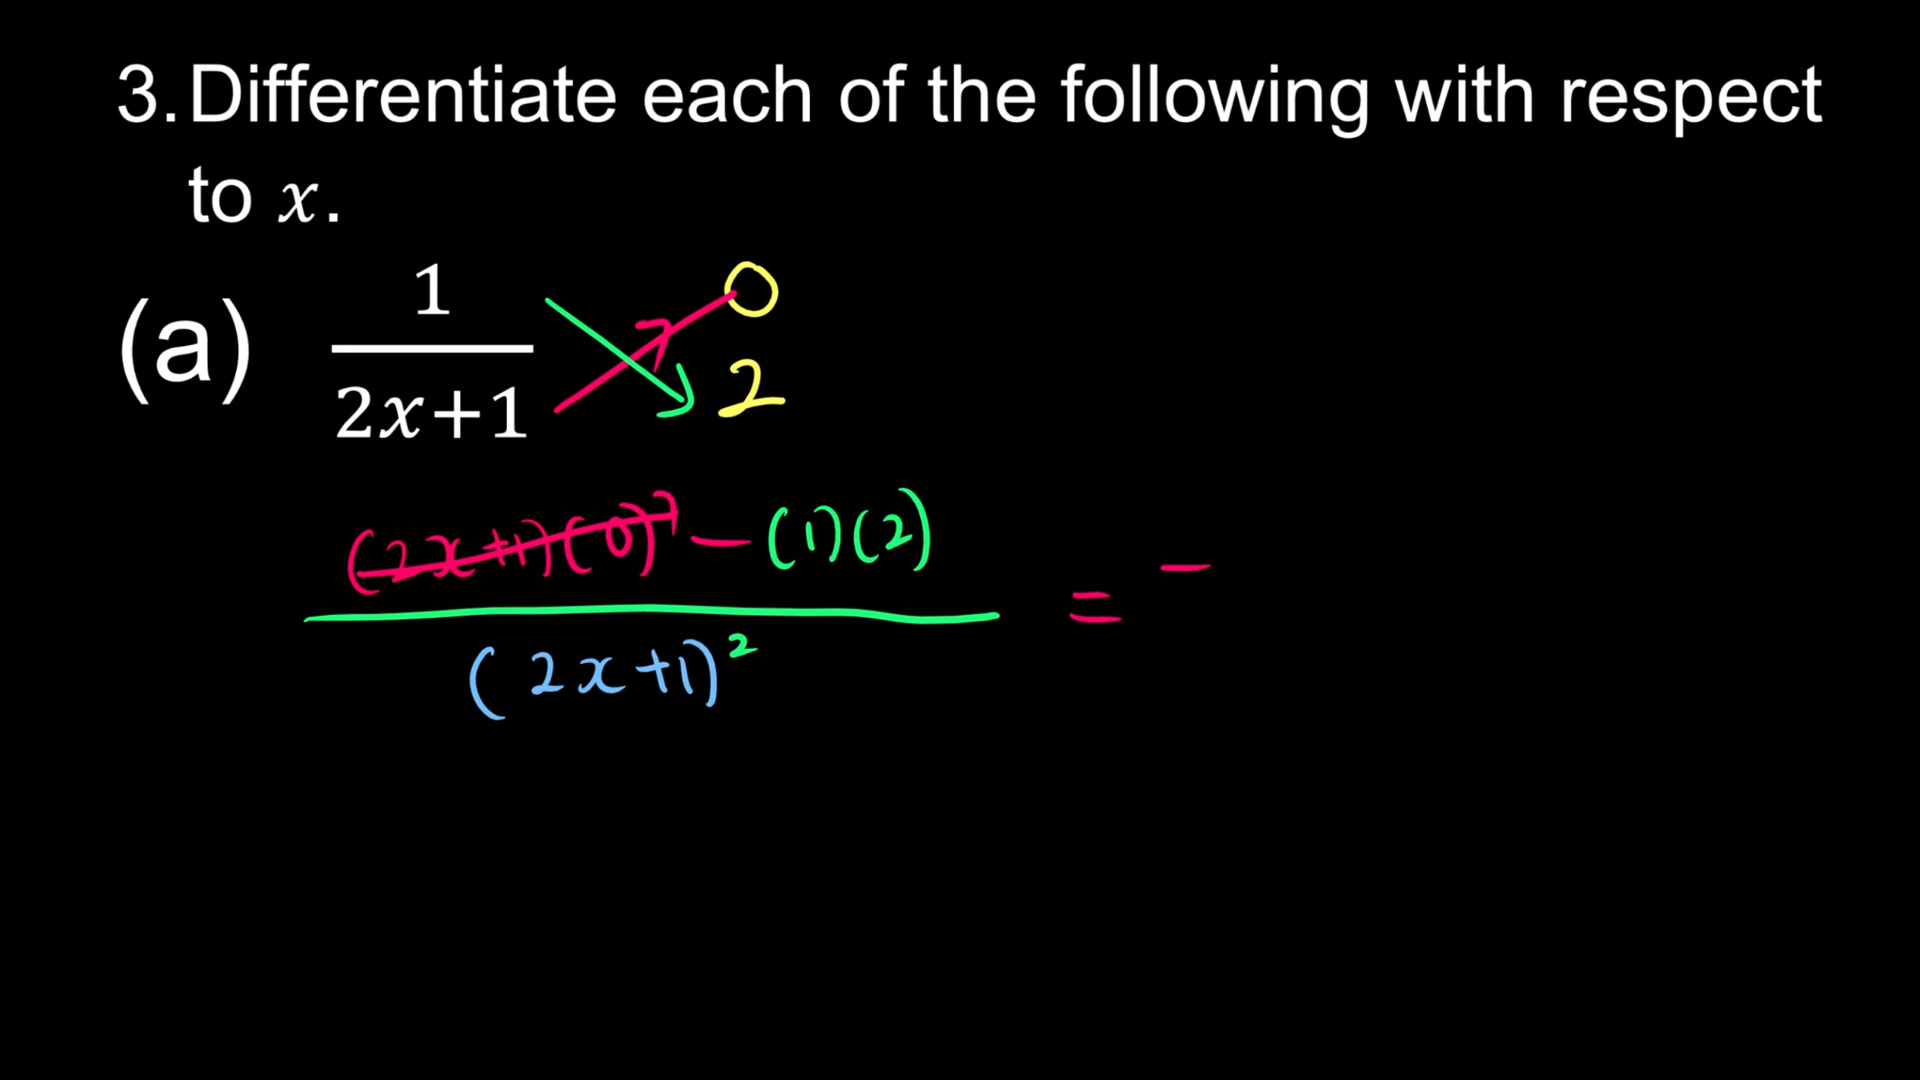 3. Differentiate each of the following with respect
to x.
(a) 1/(2x+1) 0
2
(2x+1)(0) − (1)(2) = −
(2x+1)²